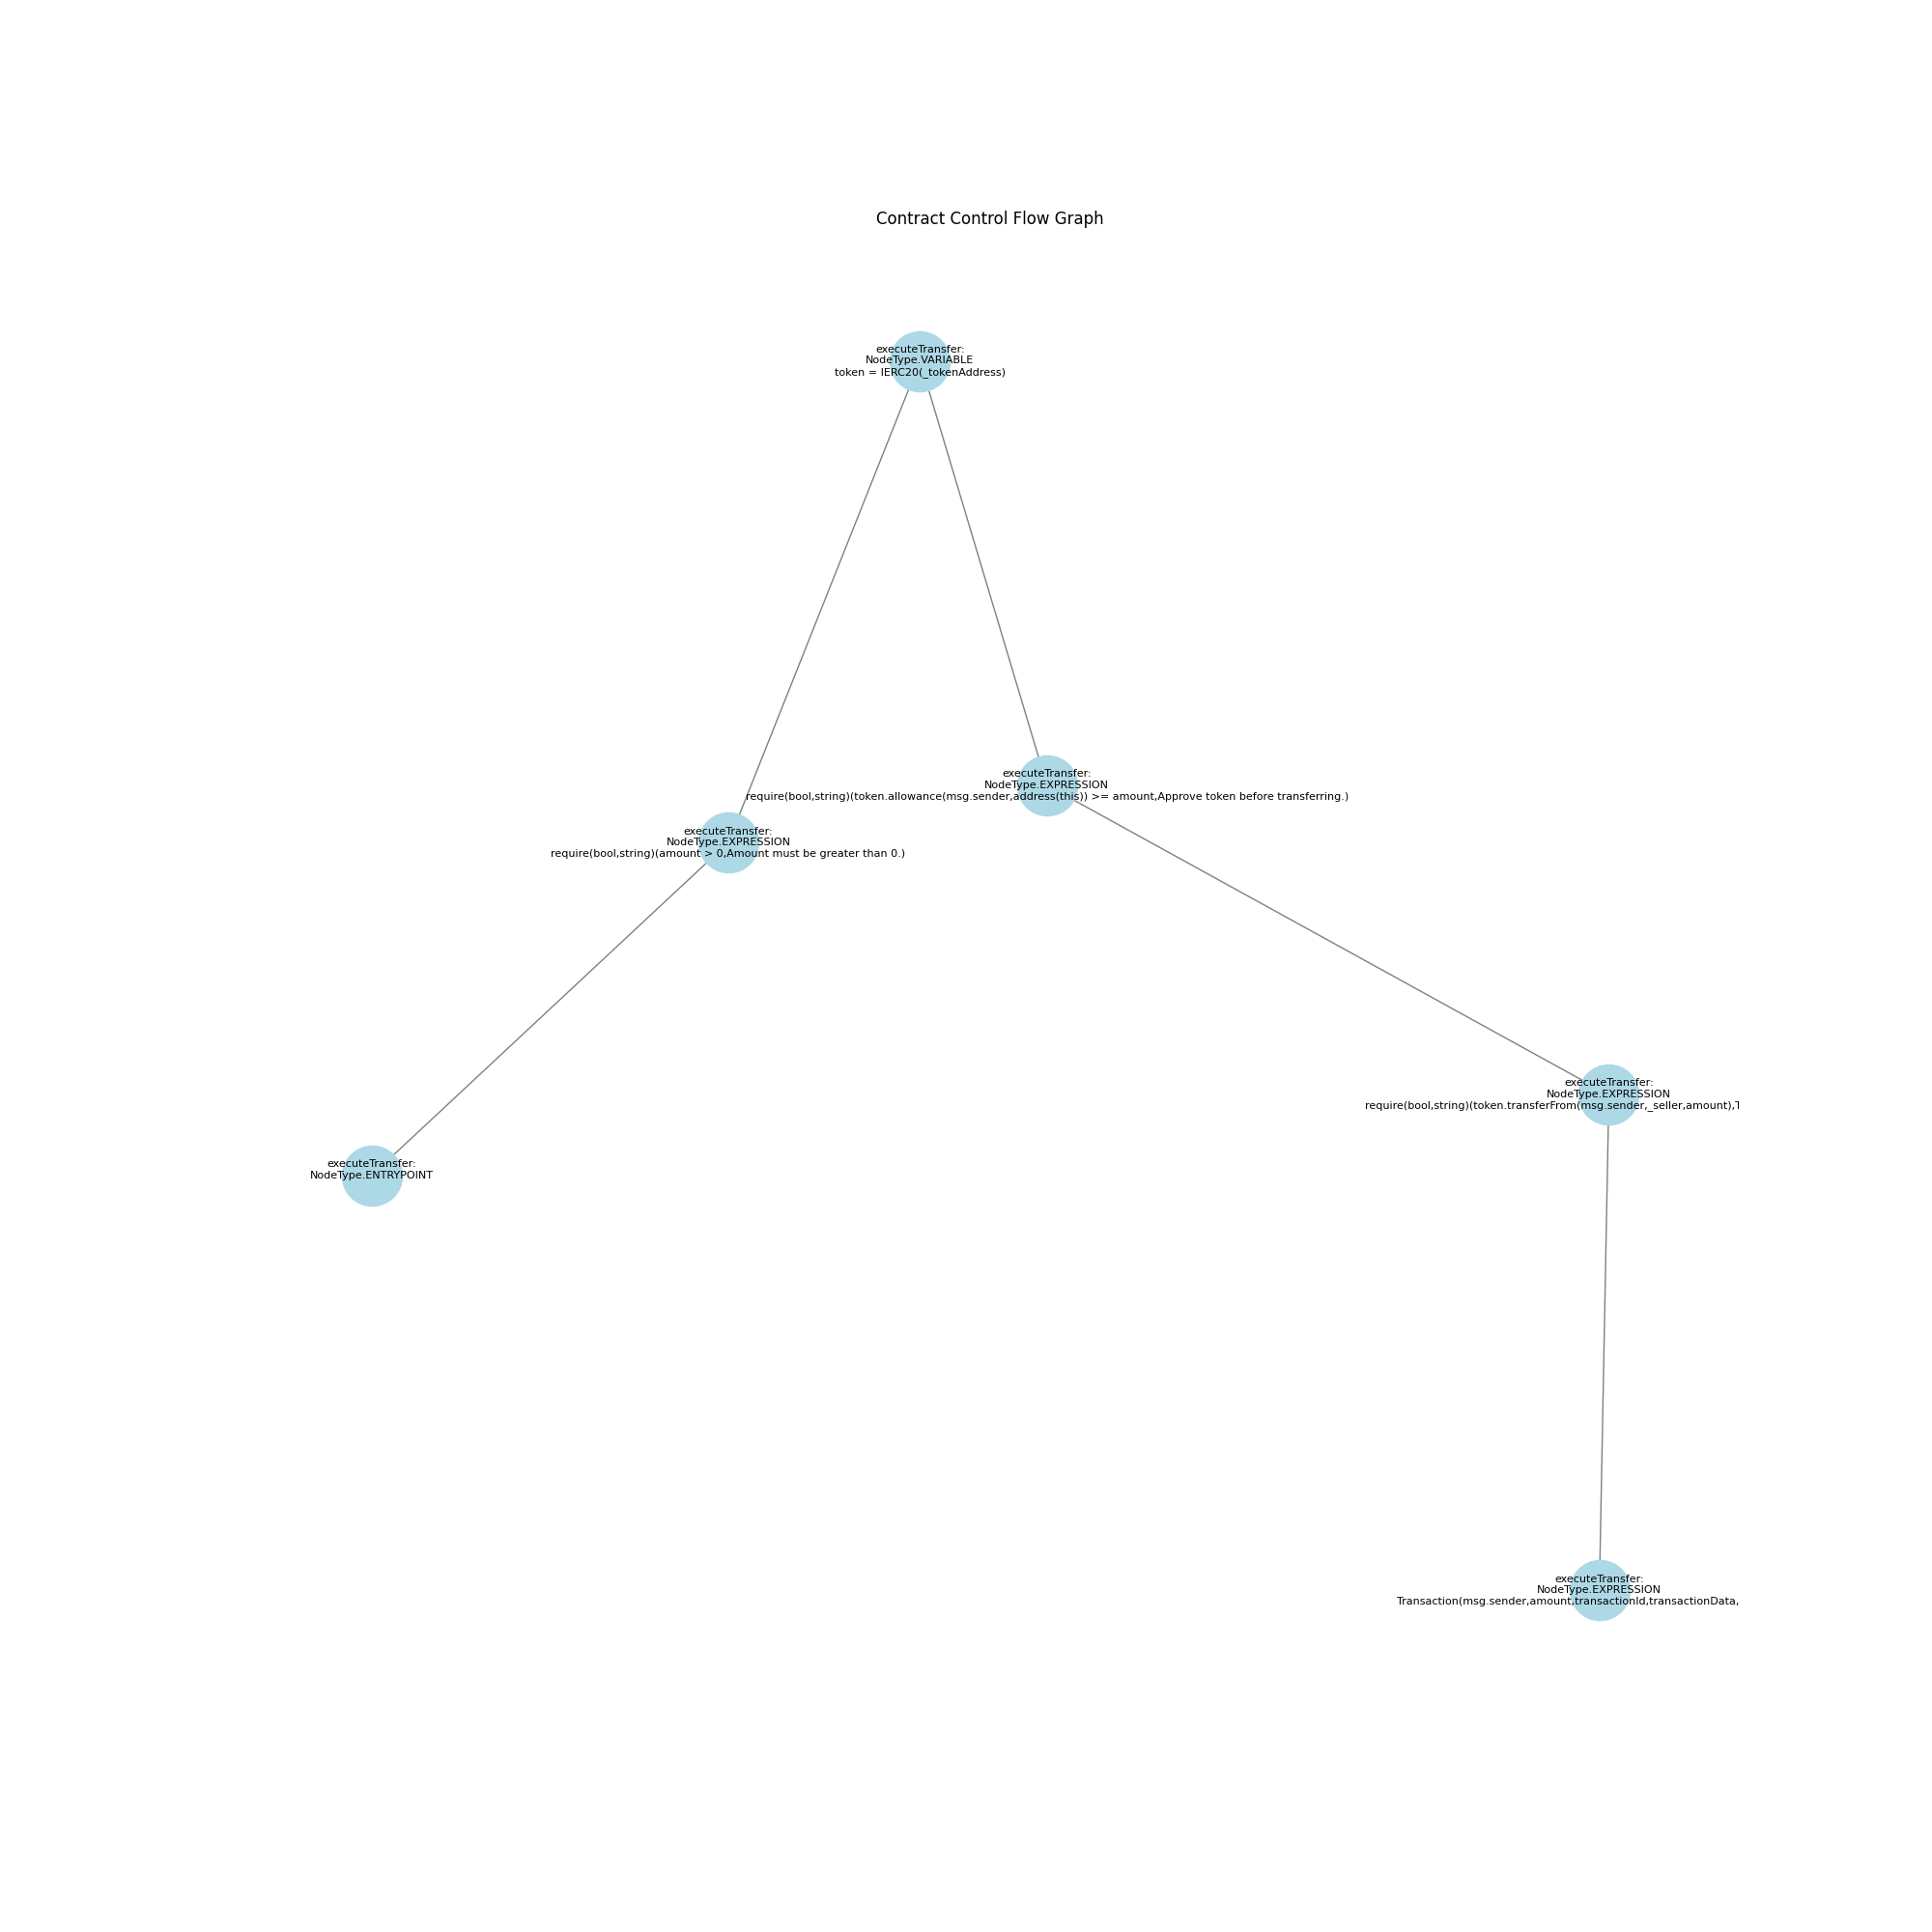 Contract Control Flow Graph
executeTransfer:
NodeType.VARIABLE
token = IERC20(_tokenAddress)
executeTransfer:
NodeType.EXPRESSION
require(bool,string)(token.allowance(msg.sender,address(this)) >= amount,Approve token before transferring.)
executeTransfer:
NodeType.EXPRESSION
require(bool,string)(amount > 0,Amount must be greater than 0.)
executeTransfer:
NodeType.EXPRESSION
require(bool,string)(token.transferFrom(msg.sender,_seller,amount),
executeTransfer:
NodeType.ENTRYPOINT
executeTransfer:
NodeType.EXPRESSION
Transaction(msg.sender,amount,transactionId,transactionData,